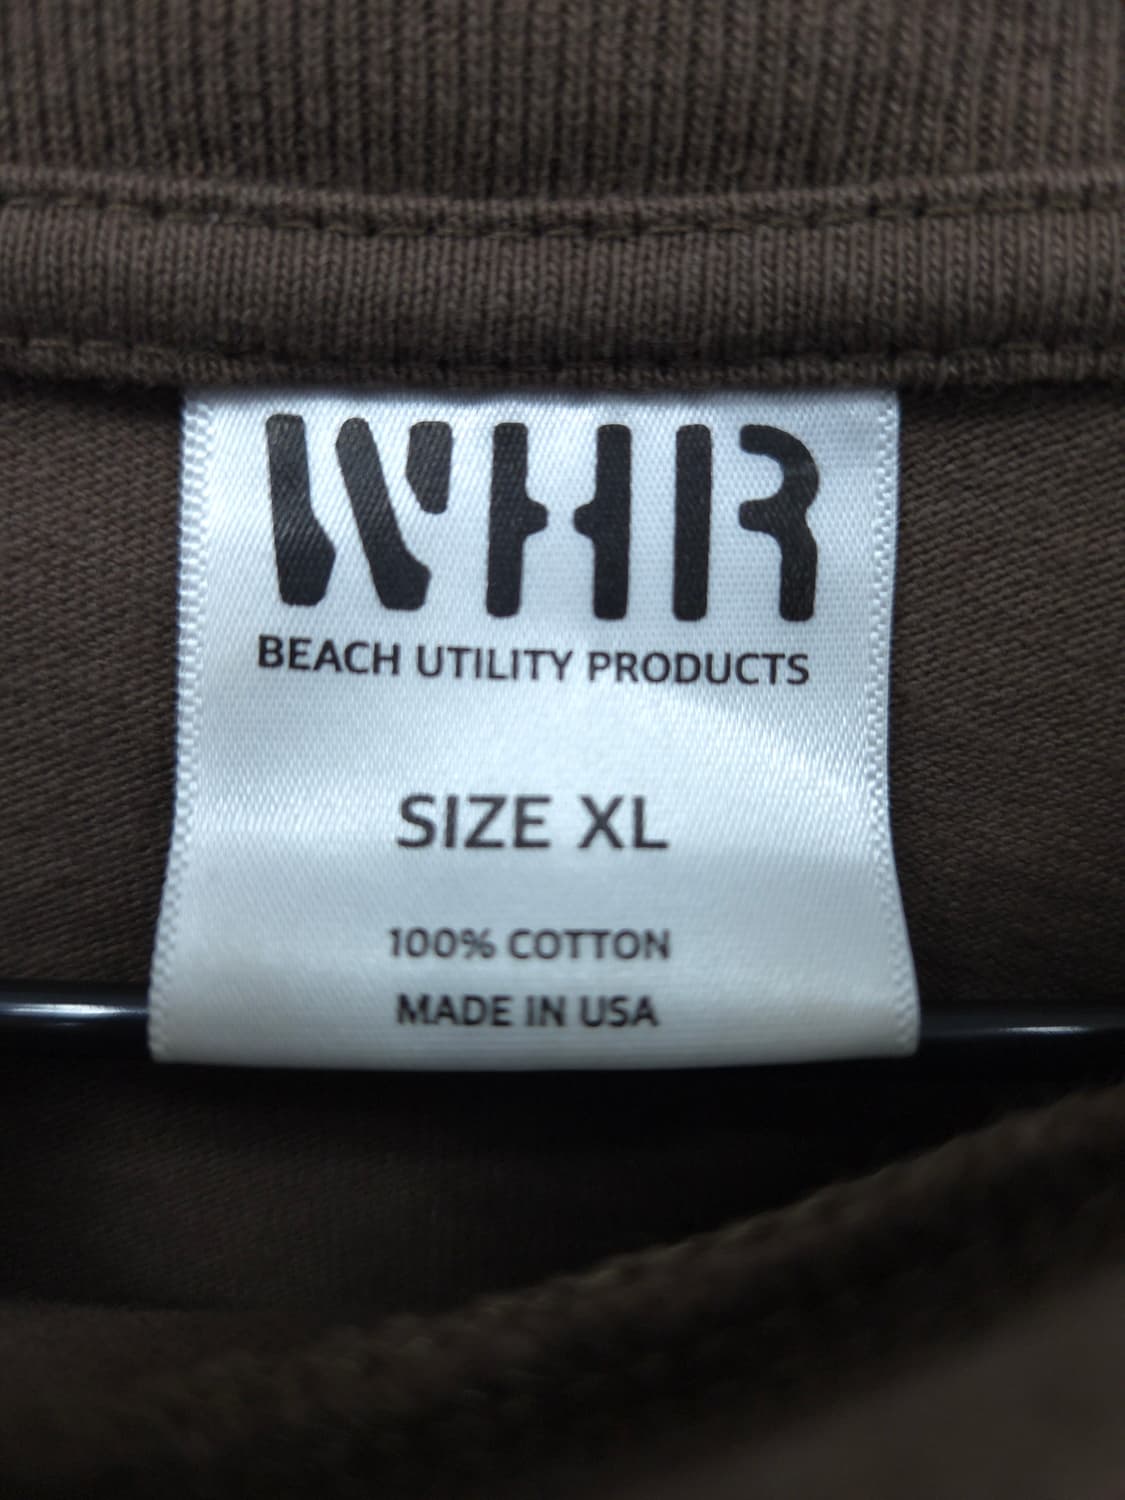 WHR
BEACH UTILITY PRODUCTS
SIZE XL
100% COTTON
MADE IN USA